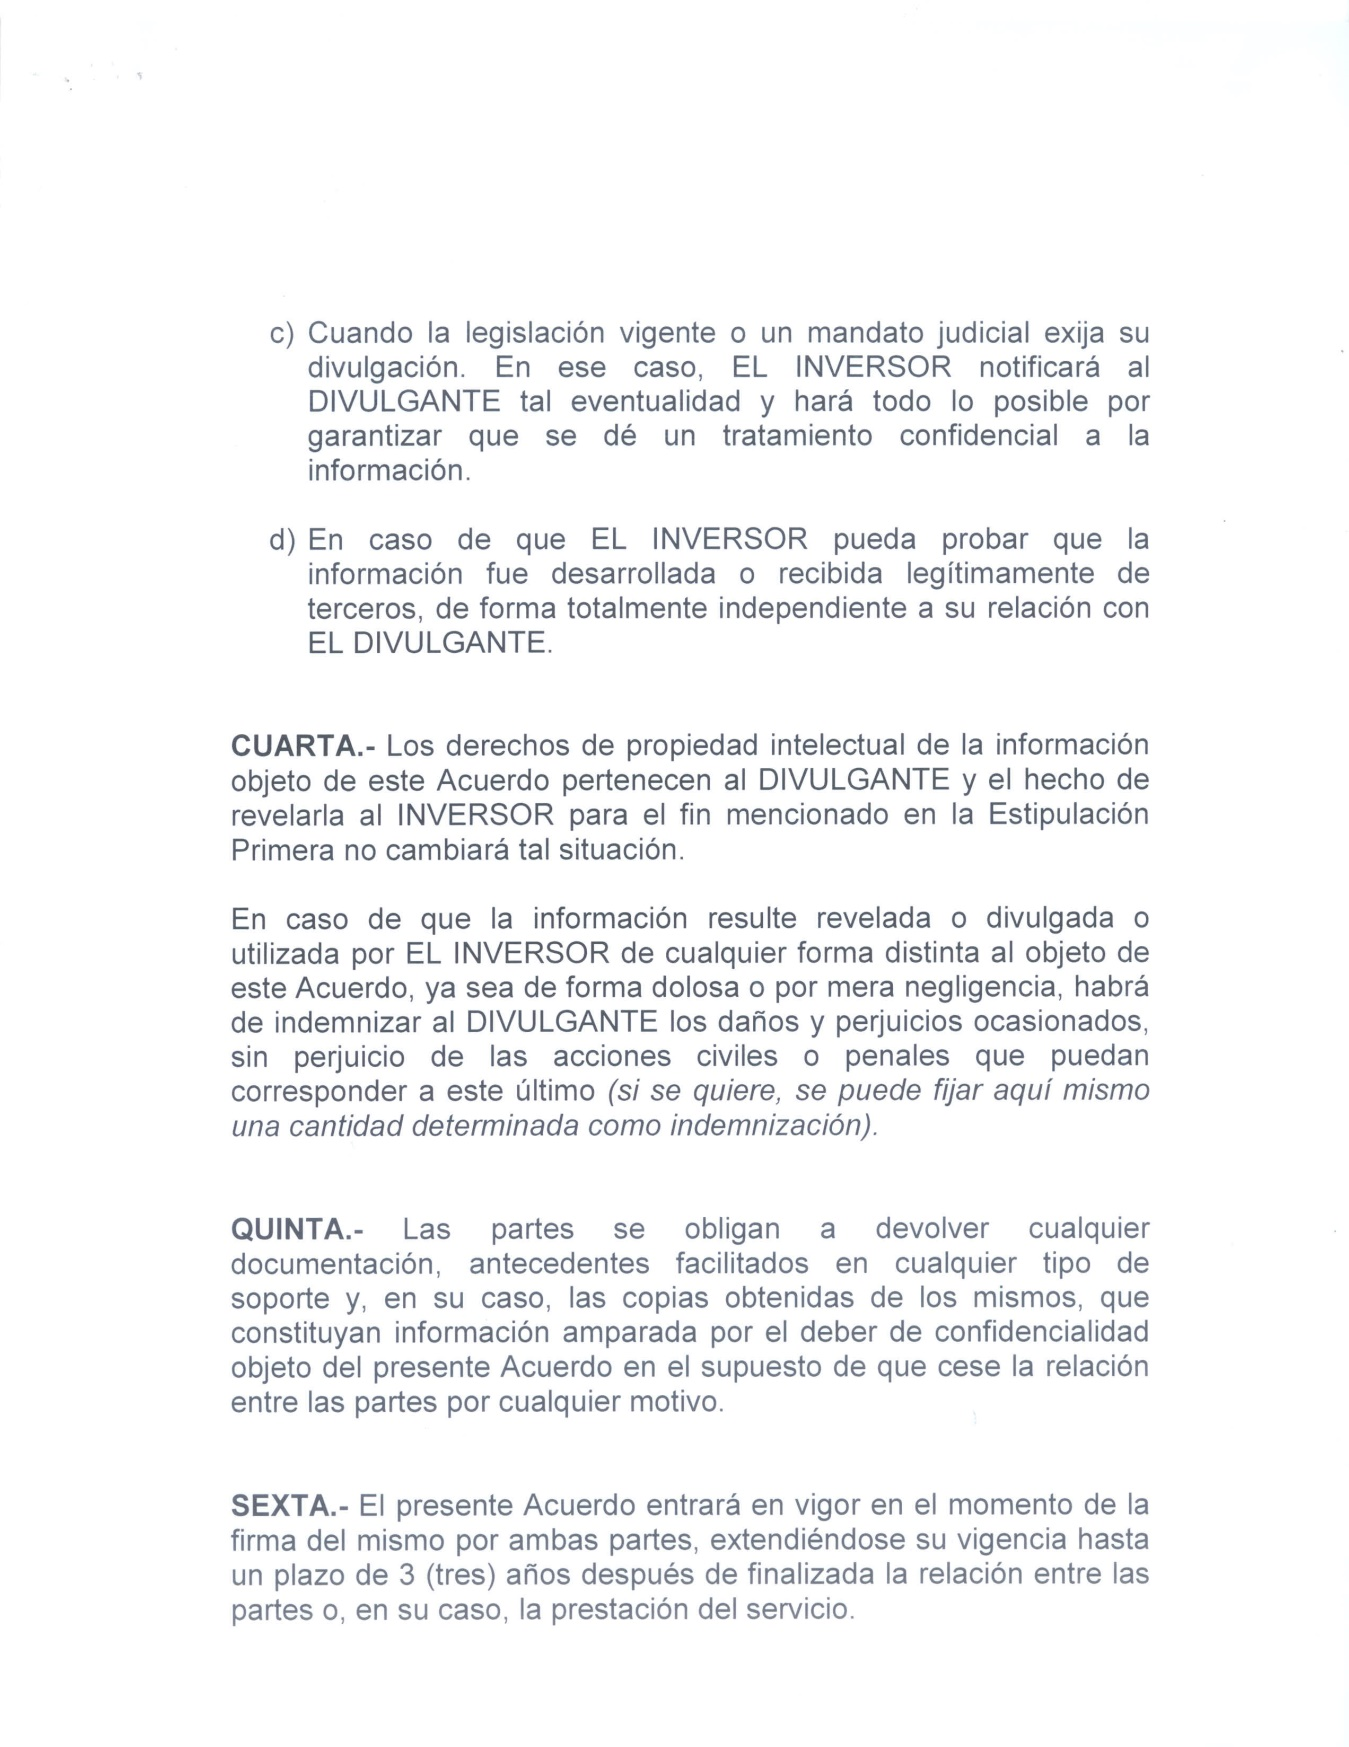 c) Cuando la legislación vigente o un mandato judicial exija su
divulgación. En ese caso, EL INVERSOR notificará al
DIVULGANTE tal eventualidad y hará todo lo posible por
garantizar que se dé un tratamiento confidencial a la
información.
d) En caso de que EL INVERSOR pueda probar que la
información fue desarrollada o recibida legítimamente de
terceros, de forma totalmente independiente a su relación con
EL DIVULGANTE.
CUARTA.- Los derechos de propiedad intelectual de la información
objeto de este Acuerdo pertenecen al DIVULGANTE y el hecho de
revelarla al INVERSOR para el fin mencionado en la Estipulación
Primera no cambiará tal situación.
En caso de que la información resulte revelada o divulgada o
utilizada por EL INVERSOR de cualquier forma distinta al objeto de
este Acuerdo, ya sea de forma dolosa o por mera negligencia, habrá
de indemnizar al DIVULGANTE los daños y perjuicios ocasionados,
sin perjuicio de las acciones civiles o penales que puedan
corresponder a este último (si se quiere, se puede fijar aquí mismo
una cantidad determinada como indemnización).
QUINTA.- Las partes se obligan a devolver cualquier
documentación, antecedentes facilitados en cualquier tipo de
soporte y, en su caso, las copias obtenidas de los mismos, que
constituyan información amparada por el deber de confidencialidad
objeto del presente Acuerdo en el supuesto de que cese la relación
entre las partes por cualquier motivo.
SEXTA.- El presente Acuerdo entrará en vigor en el momento de la
firma del mismo por ambas partes, extendiéndose su vigencia hasta
un plazo de 3 (tres) años después de finalizada la relación entre las
partes o, en su caso, la prestación del servicio.